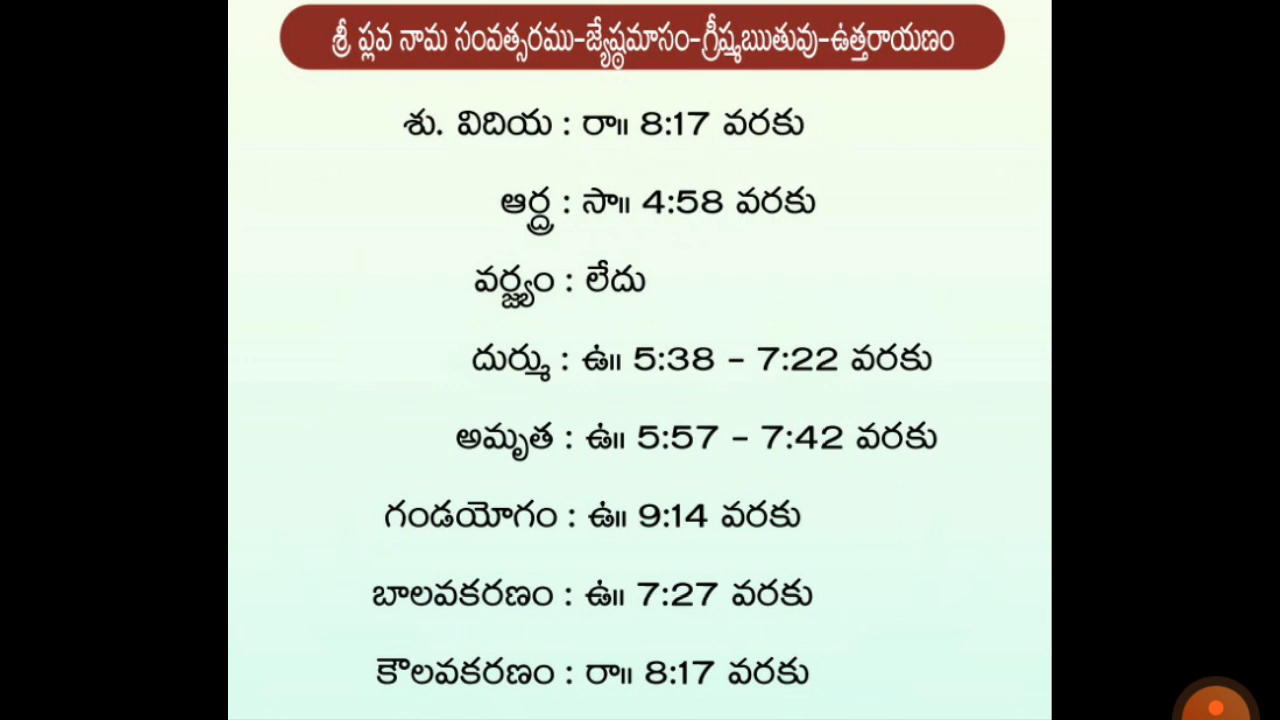 శ్రీ ప్లవ నామ సంవత్సరము-జ్యేష్ఠమాసం-గ్రీష్మఋతువు-ఉత్తరాయణం
శు. విదియ : రా॥ 8:17 వరకు
ఆర్ద్ర : సా॥ 4:58 వరకు
వర్జ్యం : లేదు
దుర్ము : ఉ॥ 5:38 - 7:22 వరకు
అమృత : ఉ॥ 5:57 - 7:42 వరకు
గండయోగం : ఉ॥ 9:14 వరకు
బాలవకరణం : ఉ॥ 7:27 వరకు
కౌలవకరణం : రా॥ 8:17 వరకు